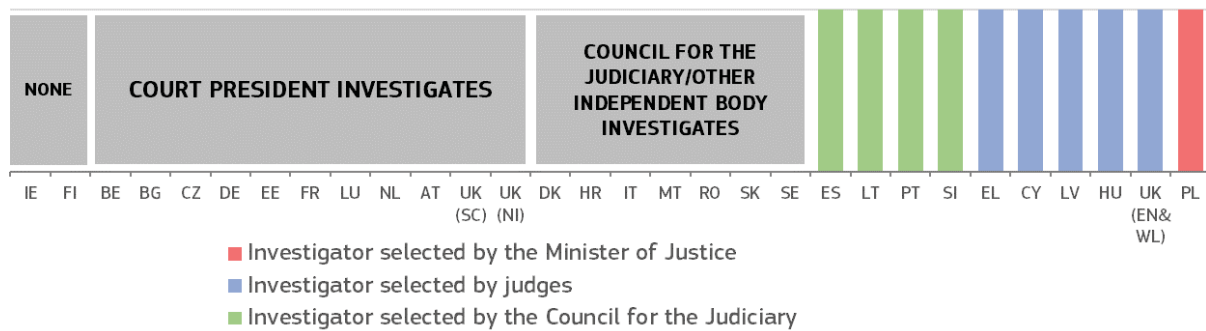 NONE
COURT PRESIDENT INVESTIGATES
COUNCIL FOR THE
JUDICIARY/OTHER
INDEPENDENT BODY
INVESTIGATES
IE FI BE BG CZ DE EE FR LU NL AT UK UK DK HR IT MT RO SK SE ES LT PT SI EL CY LV HU UK PL
(SC) (NI) (EN&
WL)
Investigator selected by the Minister of Justice
Investigator selected by judges
Investigator selected by the Council for the Judiciary